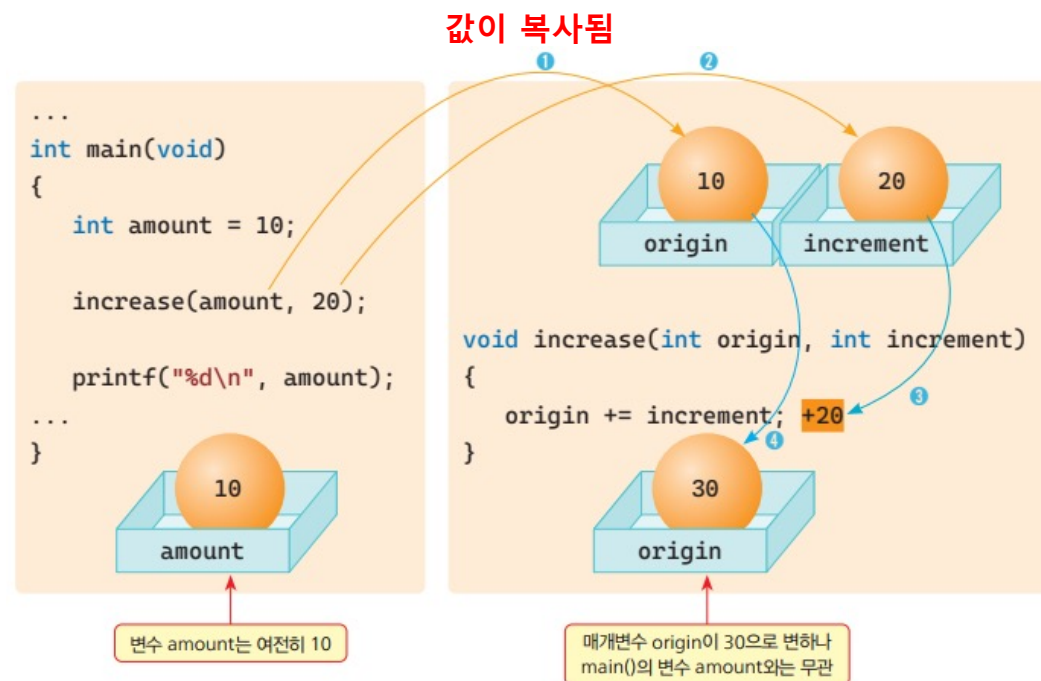 값이 복사됨
1
2
...
int main(void)
{
int amount = 10;
increase(amount, 20);
printf("%d\n", amount);
...
}
10
amount
변수 amount는 여전히 10
10
20
origin
increment
void increase(int origin, int increment)
{
origin += increment; +20
3
4
}
30
origin
매개변수 origin이 30으로 변하나
main()의 변수 amount와는 무관